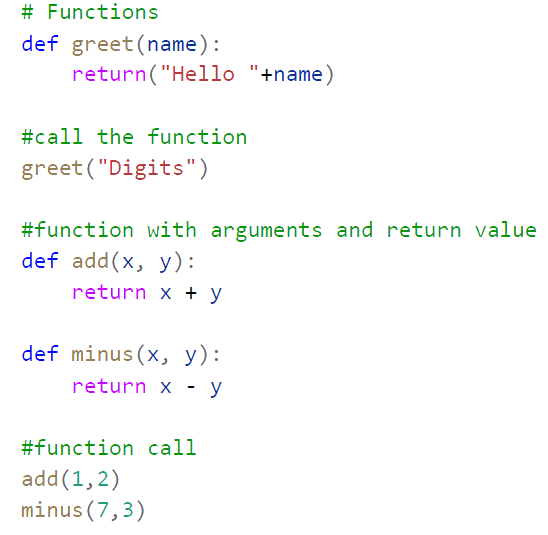 # Functions
def greet(name):
    return("Hello "+name)

#call the function
greet("Digits")

#function with arguments and return value
def add(x, y):
    return x + y

def minus(x, y):
    return x - y

#function call
add(1,2)
minus(7,3)